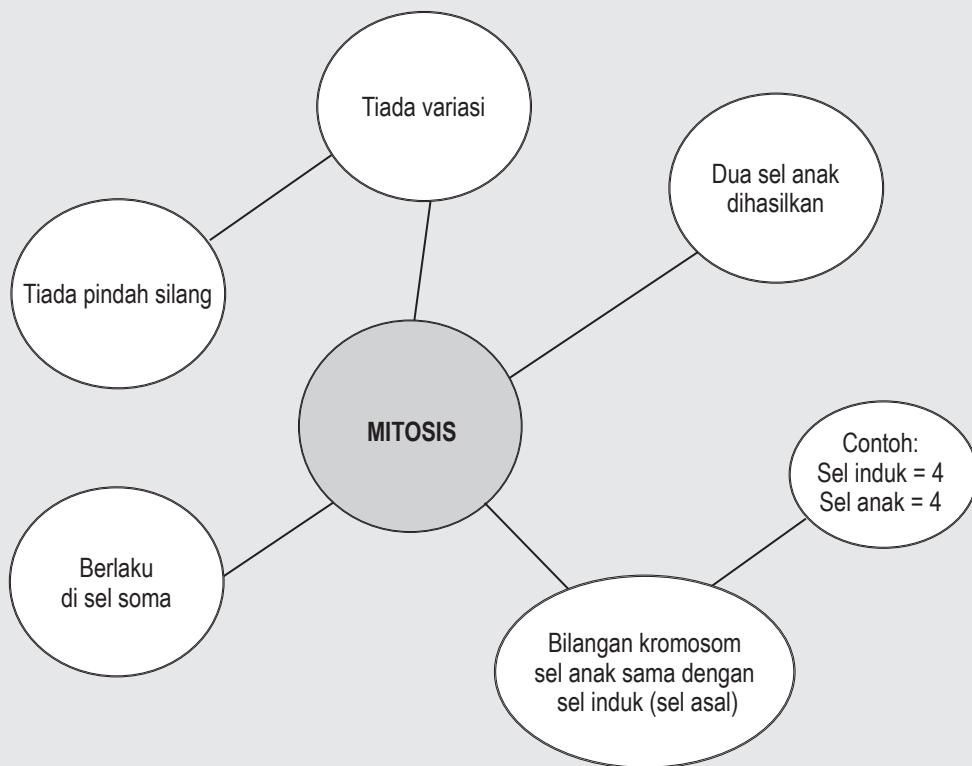 Tiada variasi
Dua sel anak
dihasilkan
Tiada pindah silang
MITOSIS
Contoh:
Sel induk = 4
Sel anak = 4
Berlaku
di sel soma
Bilangan kromosom
sel anak sama dengan
sel induk (sel asal)